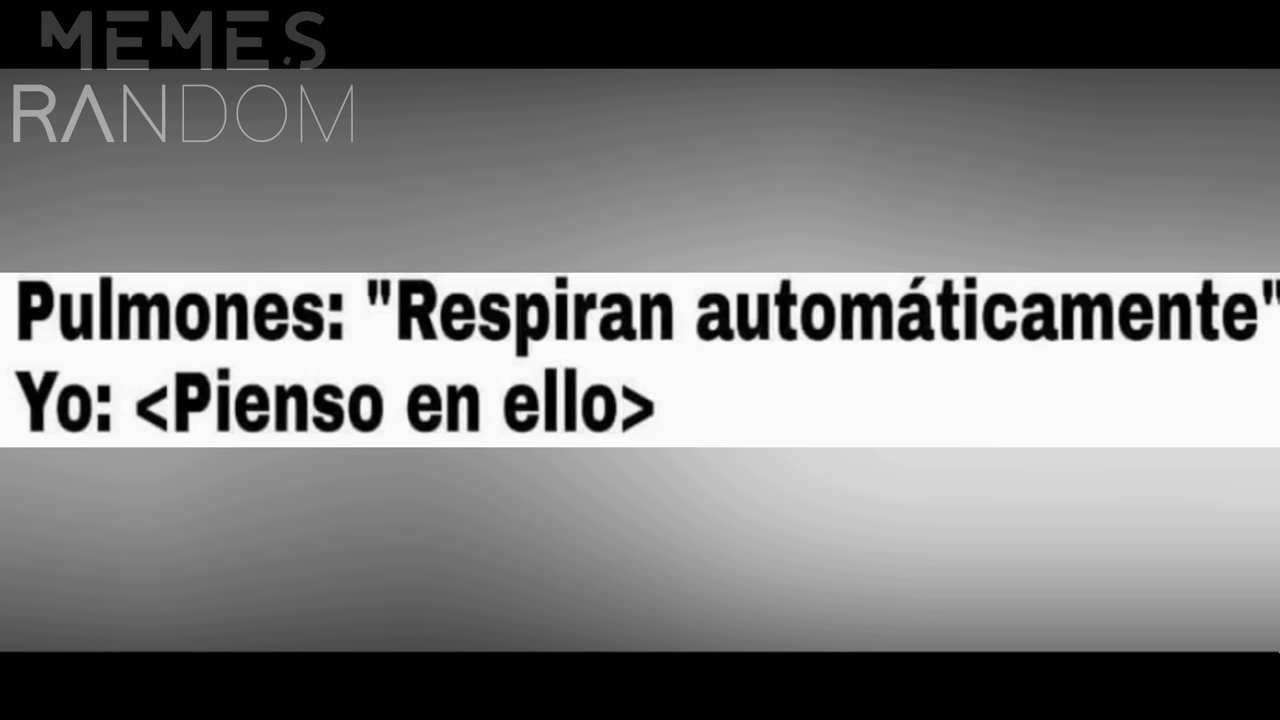 MEMES
RANDOM
Pulmones: "Respiran automáticamente"
Yo: <Pienso en ello>